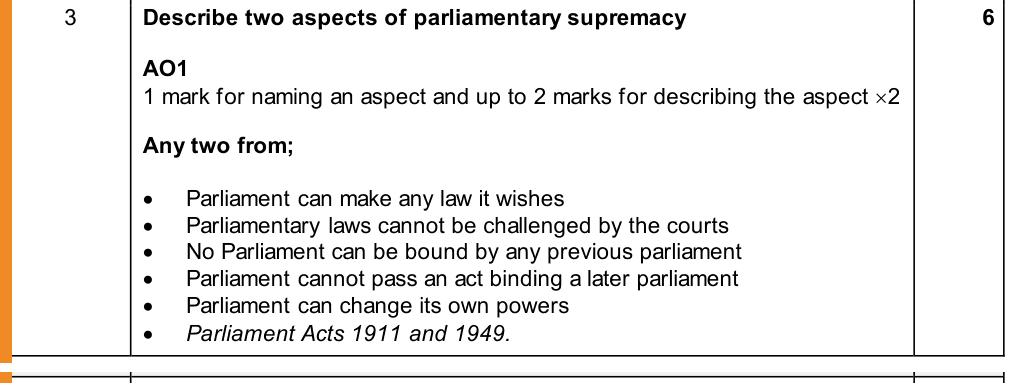 3 Describe two aspects of parliamentary supremacy 6
AO1
1 mark for naming an aspect and up to 2 marks for describing the aspect ×2
Any two from;
• Parliament can make any law it wishes
• Parliamentary laws cannot be challenged by the courts
• No Parliament can be bound by any previous parliament
• Parliament cannot pass an act binding a later parliament
• Parliament can change its own powers
• Parliament Acts 1911 and 1949.